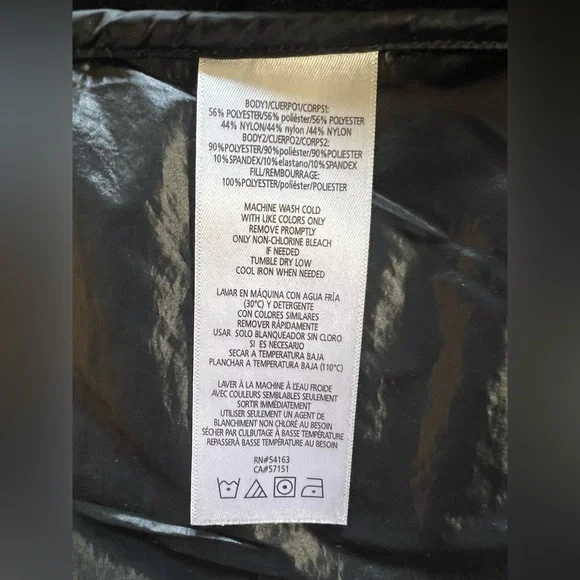 BODY1/CUERPO1/CORPS1:
56% POLYESTER/56% poliéster/56% POLYESTER
44% NYLON/44% nylon /44% NYLON
BODY2/CUERPO2/CORPS2:
90%POLYESTER/90%poliéster/90%POLYESTER
10%SPANDEX/10%elastano/10%SPANDEX
FILL/REMBOURRAGE:
100%POLYESTER/poliéster/POLIESTER
MACHINE WASH COLD
WITH LIKE COLORS ONLY
REMOVE PROMPTLY
ONLY NON-CHLORINE BLEACH
IF NEEDED
TUMBLE DRY LOW
COOL IRON WHEN NEEDED
LAVAR EN MÁQUINA CON AGUA FRÍA
(30°C) Y DETERGENTE
CON COLORES SIMILARES
REMOVER RÁPIDAMENTE
USAR SOLO BLANQUEADOR SIN CLORO
SI ES NECESARIO
SECAR A TEMPERATURA BAJA
PLANCHAR A TEMPERATURA BAJA (110°C)
LAVER À LA MACHINE À L'EAU FROIDE
AVEC COULEURS SEMBLABLES SEULEMENT
SORTIR IMMÉDIATEMENT
UTILISER SEULEMENT UN AGENT DE
BLANCHIMENT NON CHLORÉ AU BESOIN
SÉCHER PAR CULBUTAGE À BASSE TEMPÉRATURE
REPASSERÀ BASSE TEMPÉRATURE AU BESOIN
RN#54163
CA#57151